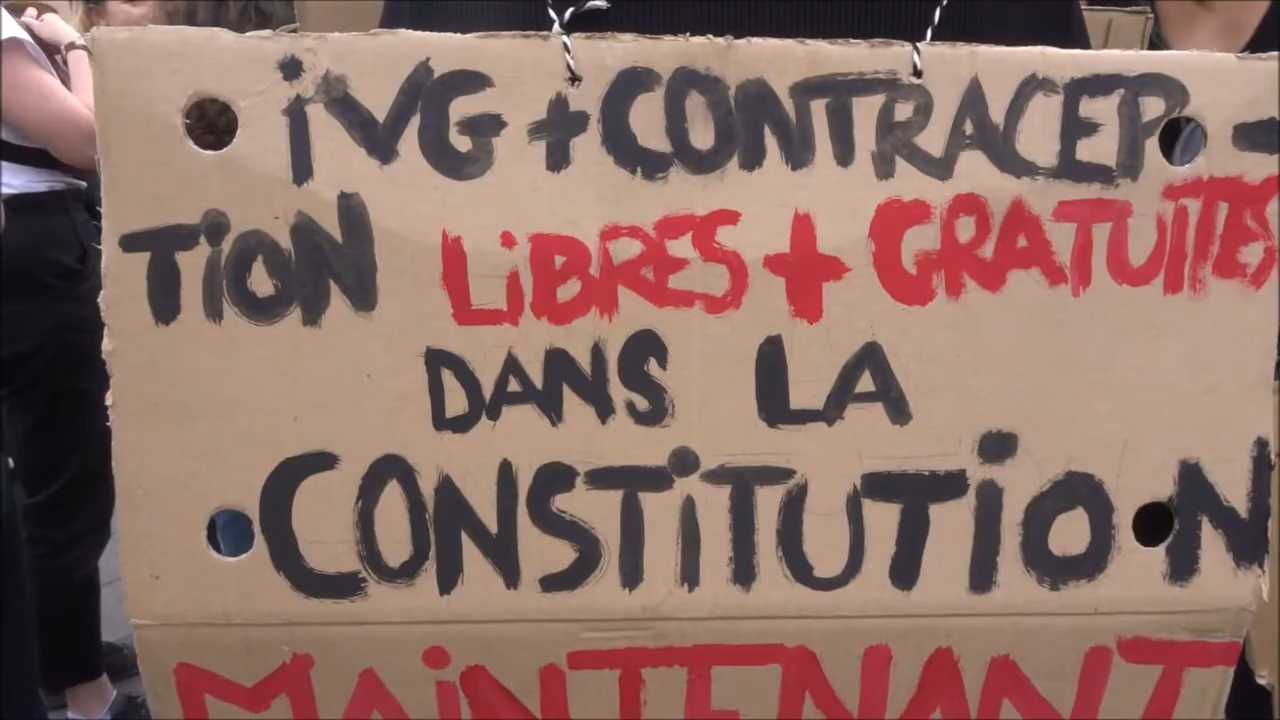 iVG + CONTRACEP -
TiON LiBRES + GRATUITES
DANS LA
CONSTiTUTiON
MAiNTENANT